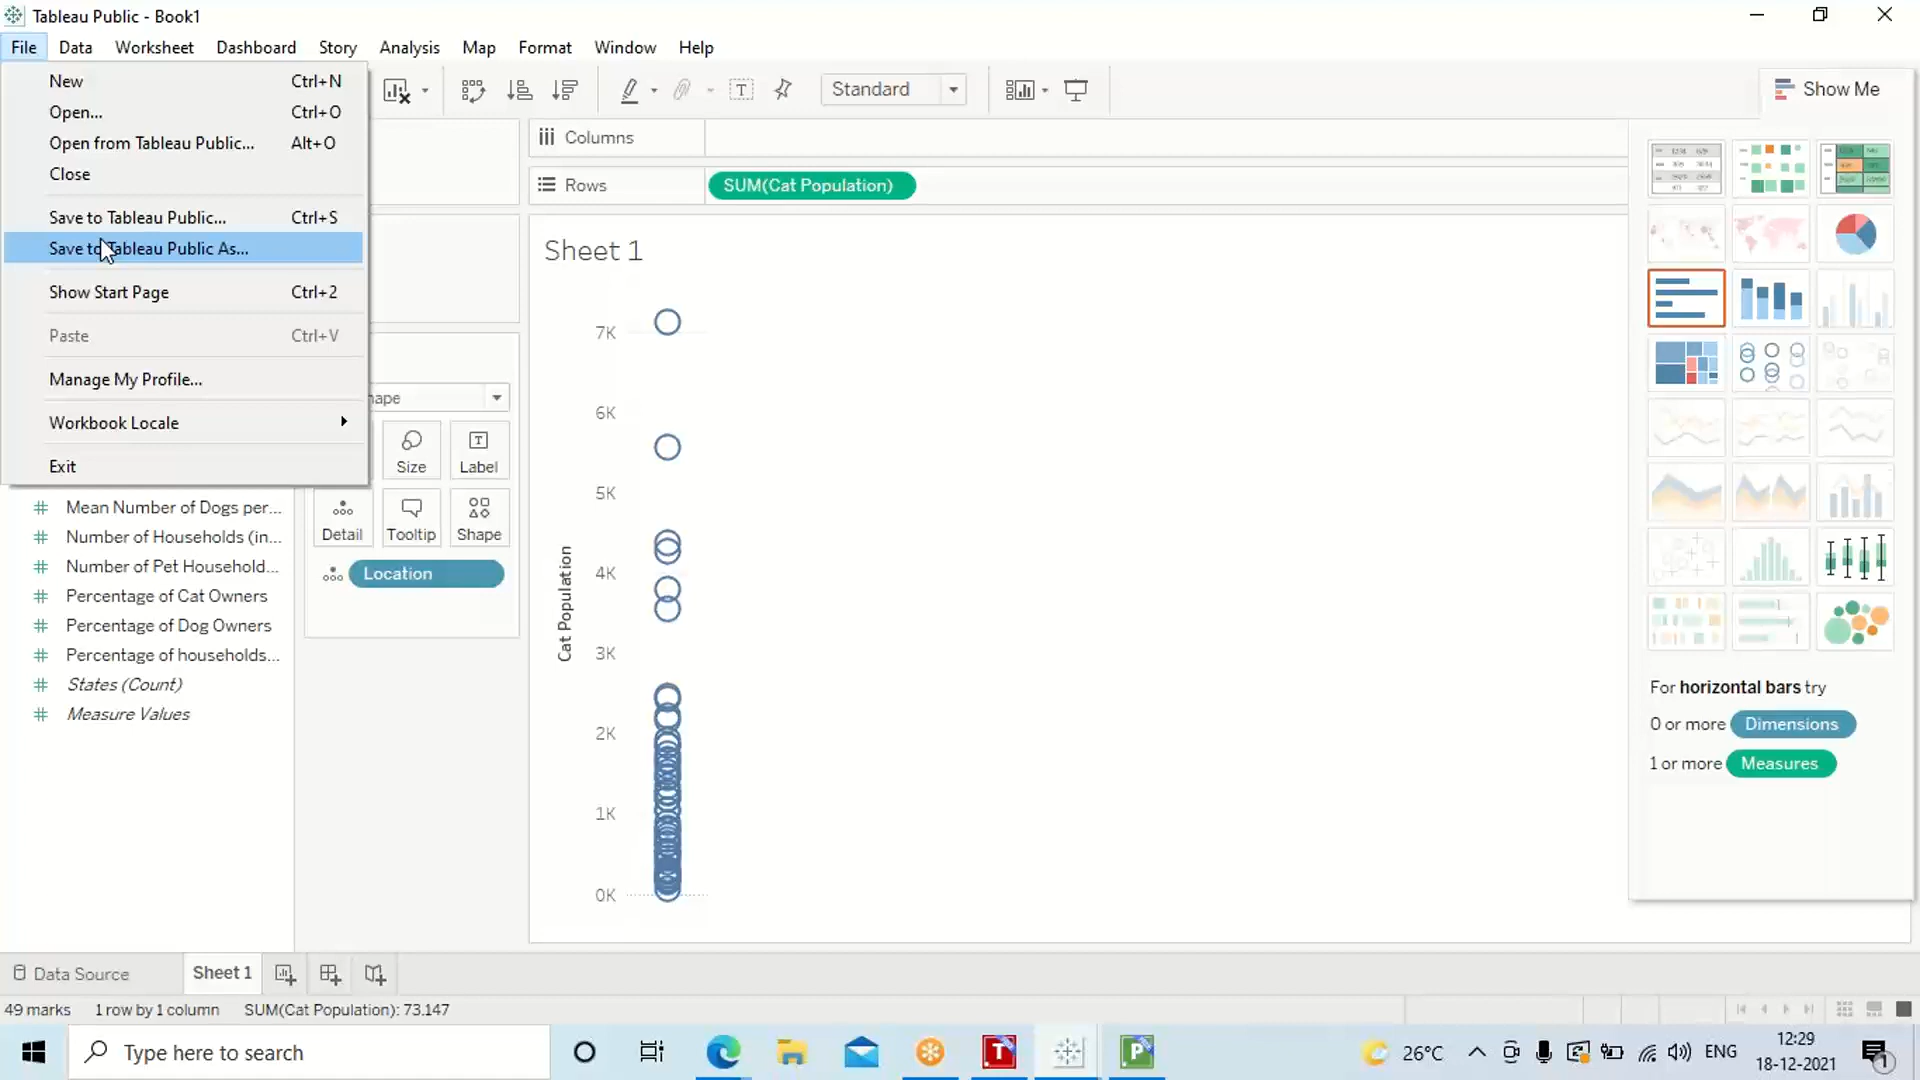 Tableau Public - Book1
File Data Worksheet Dashboard Story Analysis Map Format Window Help
New Ctrl+N
Open... Ctrl+O
Open from Tableau Public... Alt+O
Close
Save to Tableau Public... Ctrl+S
Save to Tableau Public As...
Show Start Page Ctrl+2
Paste Ctrl+V
Manage My Profile...
Workbook Locale
Exit
Standard
Show Me
Columns
Rows SUM(Cat Population)
Sheet 1
7K
6K
5K
4K
3K
2K
1K
0K
Cat Population
Size Label
Detail Tooltip Shape
Location
Mean Number of Dogs per...
Number of Households (in...
Number of Pet Household...
Percentage of Cat Owners
Percentage of Dog Owners
Percentage of households...
States (Count)
Measure Values
For horizontal bars try
0 or more Dimensions
1 or more Measures
Data Source Sheet 1
49 marks 1 row by 1 column SUM(Cat Population): 73.147
Type here to search
T
P
26°C
ENG
12:29
18-12-2021
1